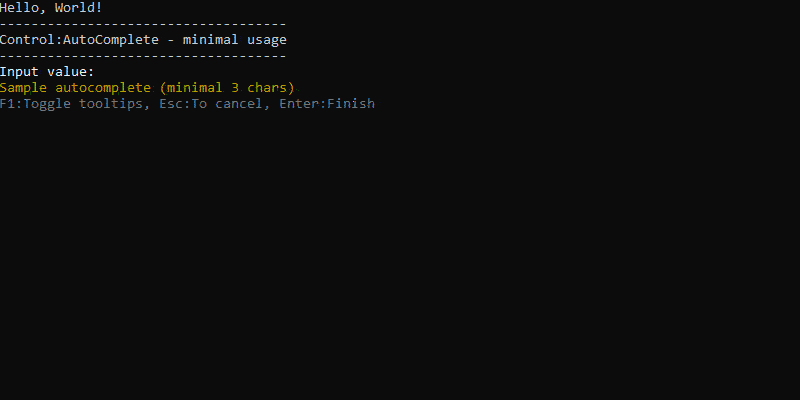 Hello, World!
------------------------------------
Control:AutoComplete - minimal usage
------------------------------------
Input value:
Sample autocomplete (minimal 3 chars)
F1:Toggle tooltips, Esc:To cancel, Enter:Finish